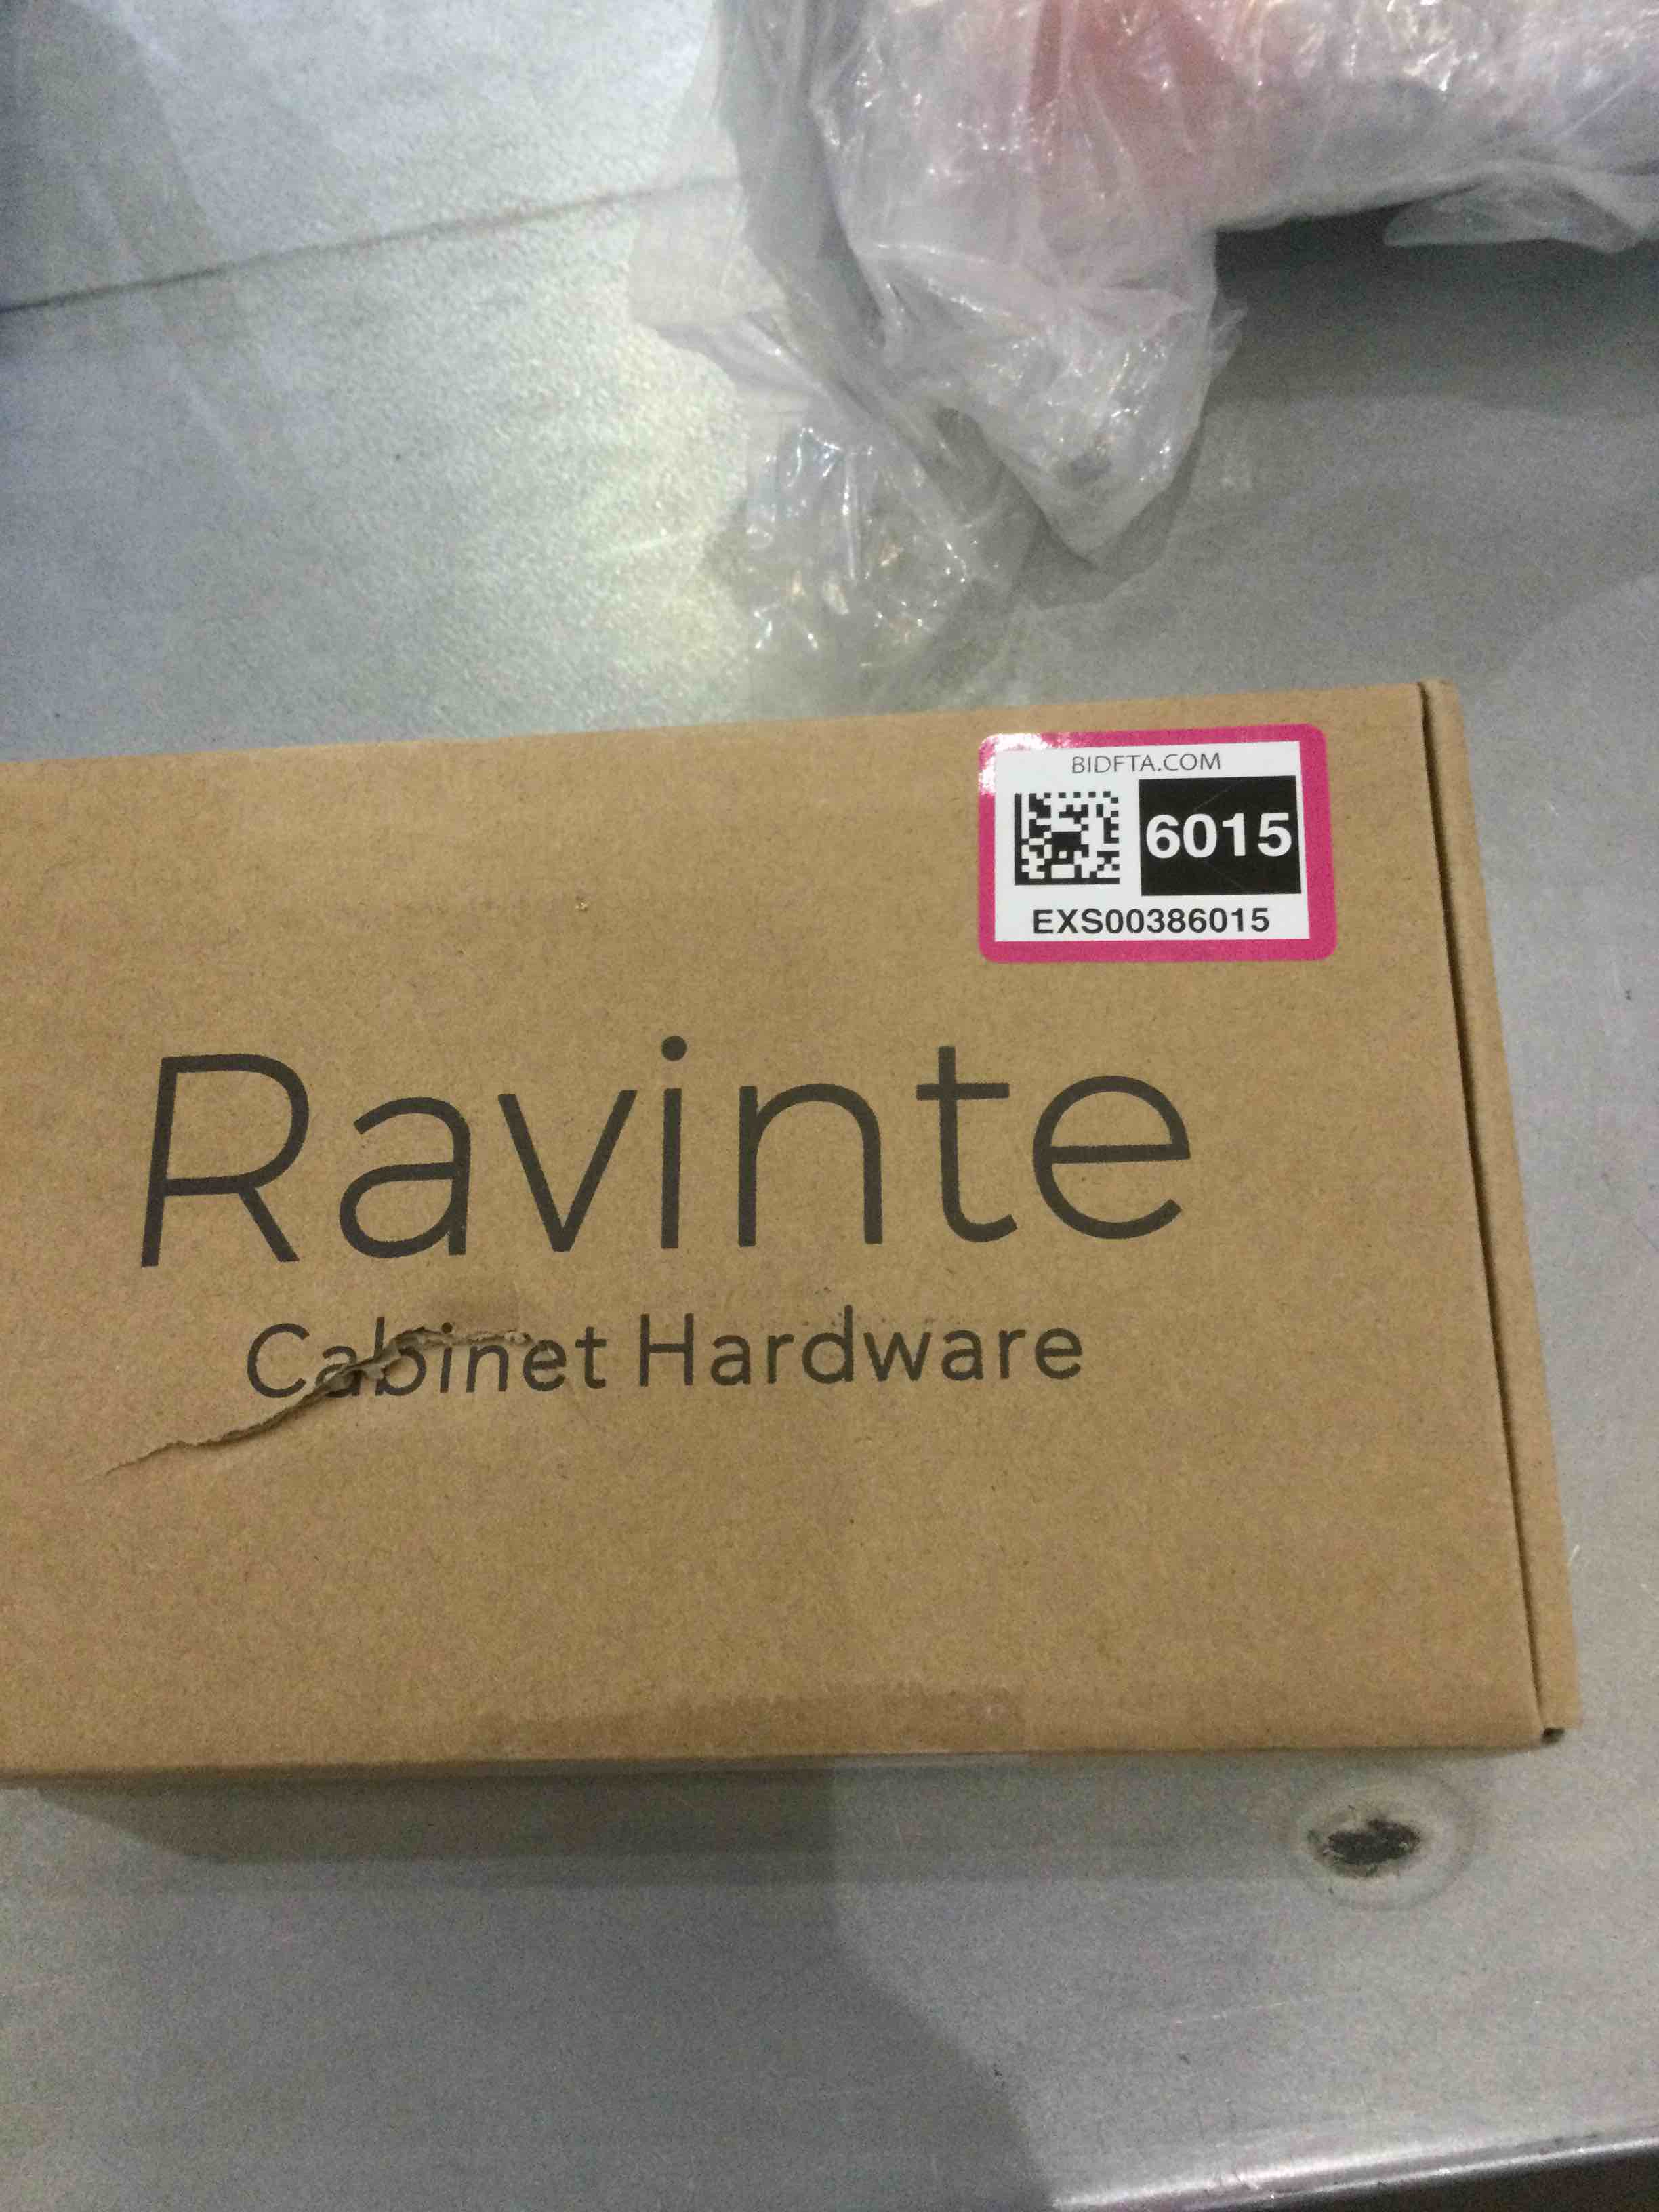 BIDFTA.COM
6015
EXS00386015
Ravinte
Cabinet Hardware